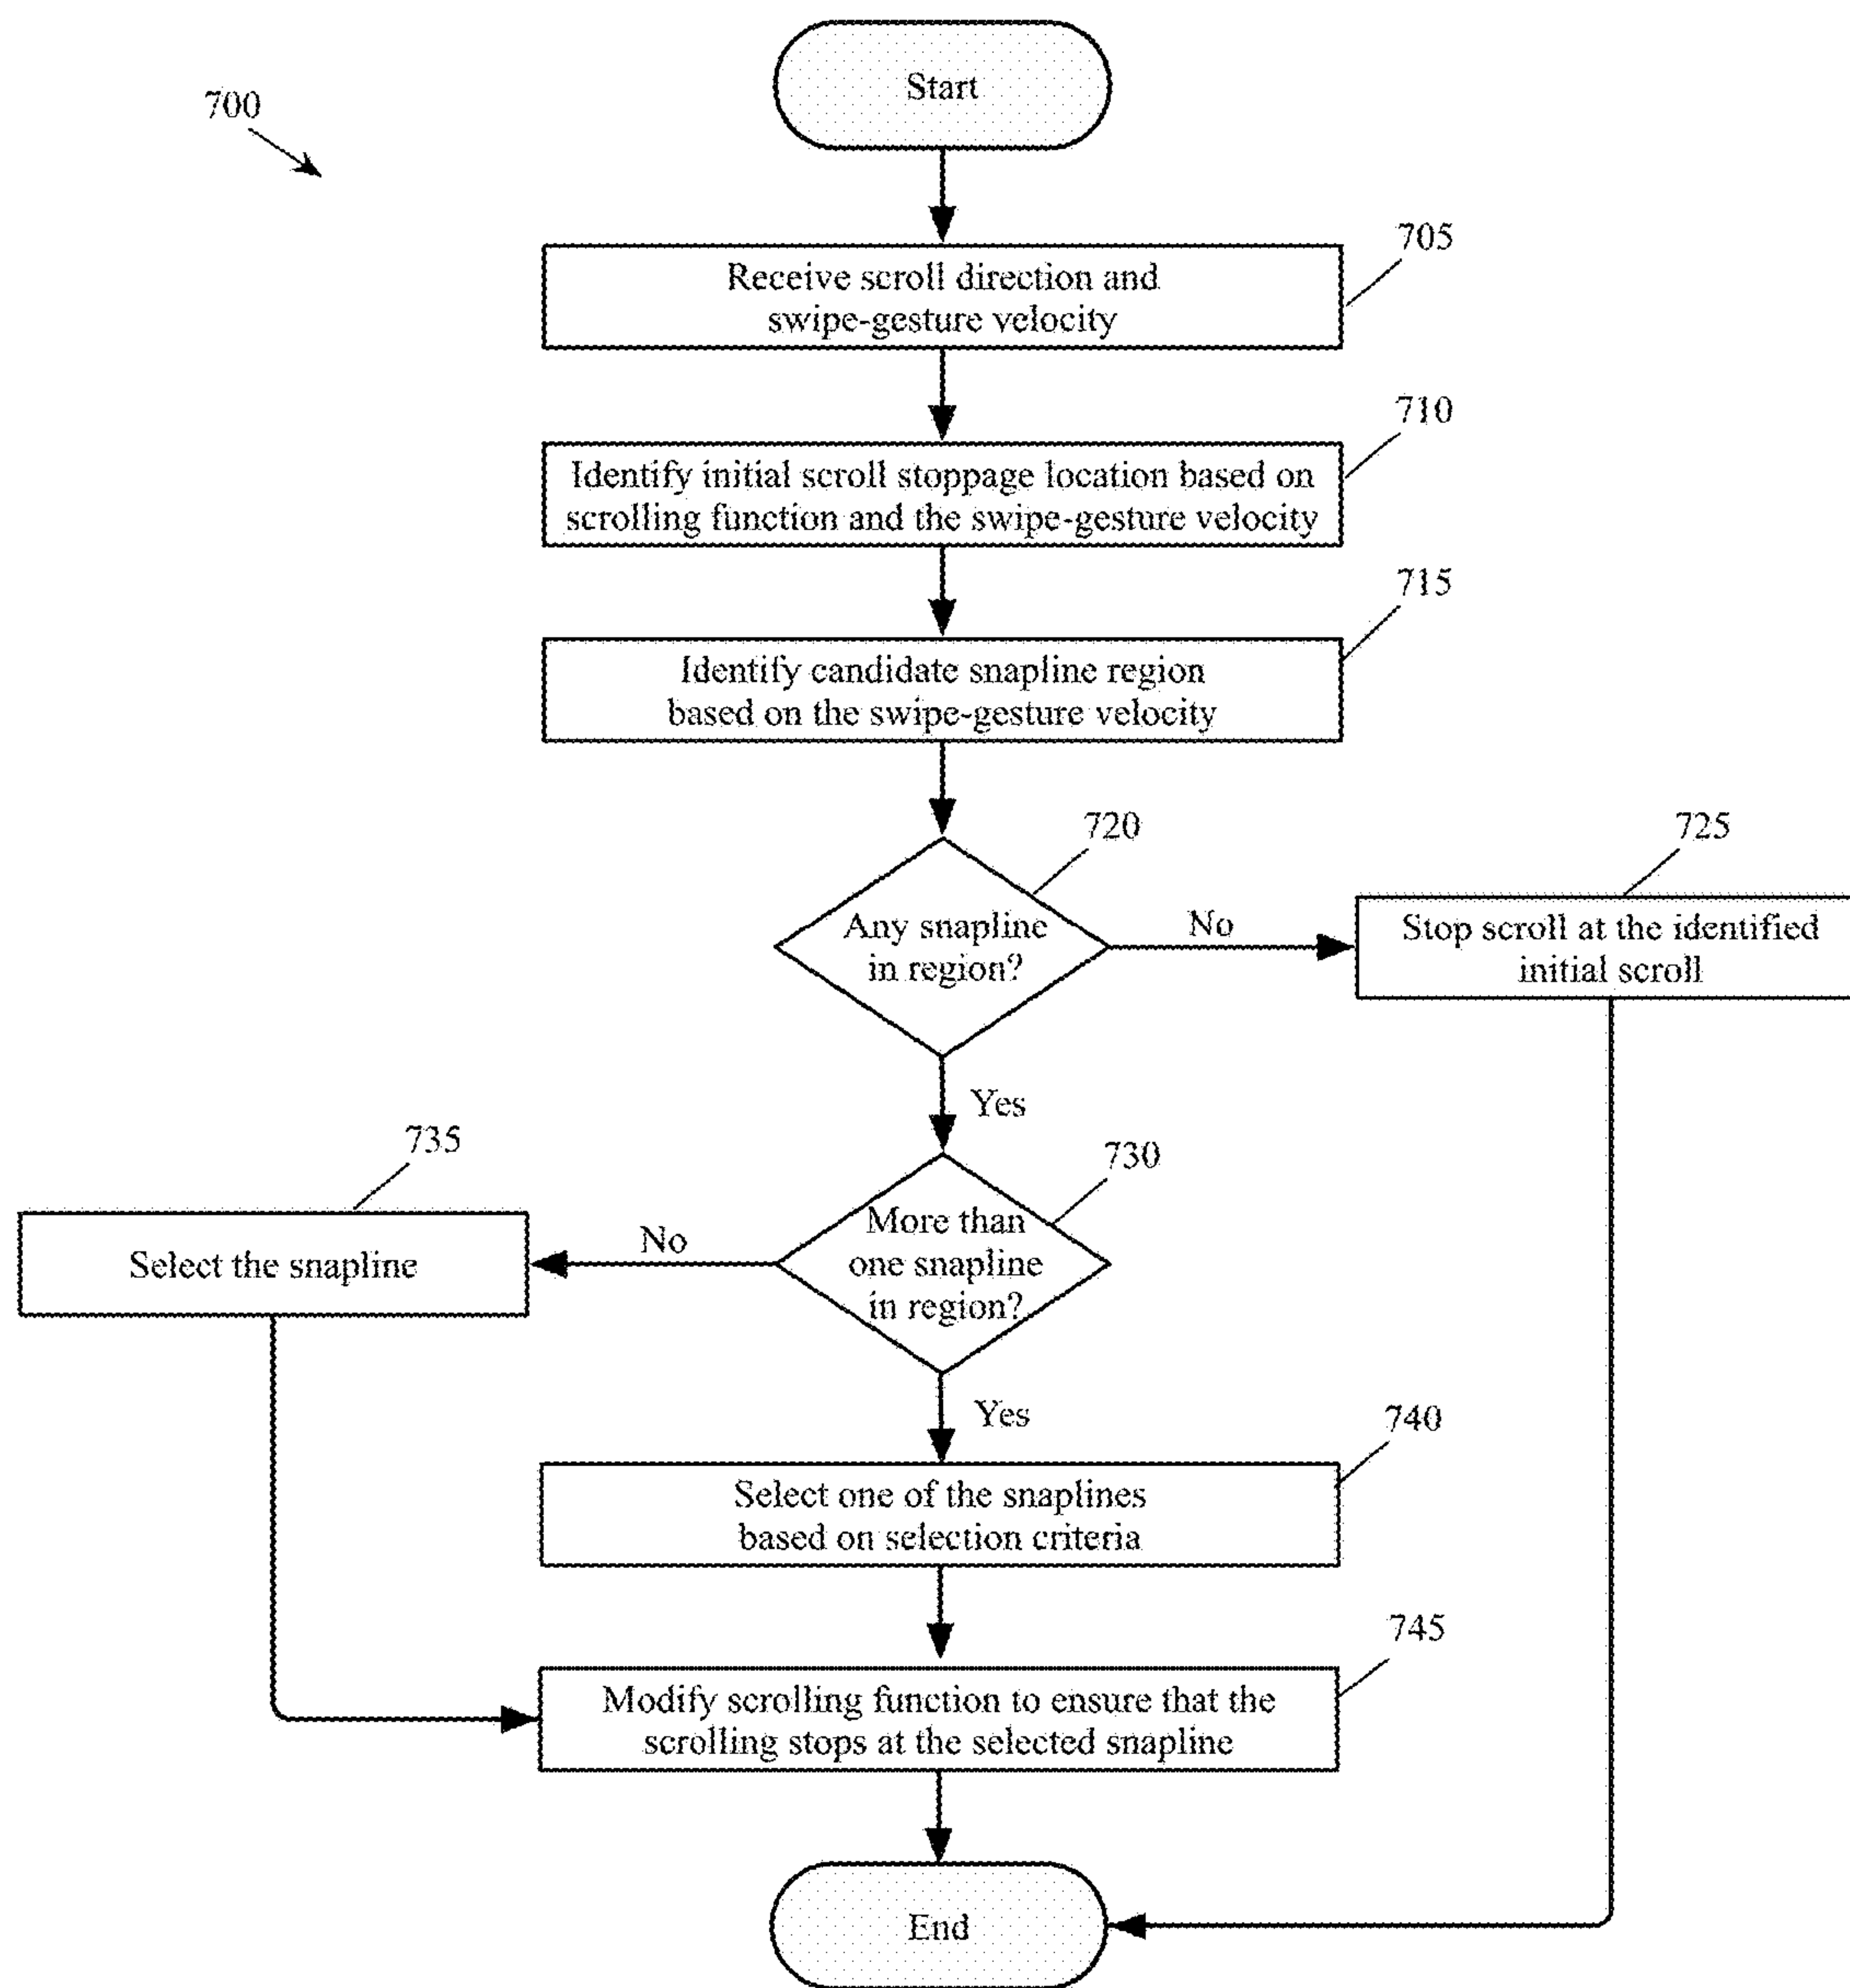 Start
700
705
Receive scroll direction and
swipe-gesture velocity
710
Identify initial scroll stoppage location based on
scrolling function and the swipe-gesture velocity
715
Identify candidate snapline region
based on the swipe-gesture velocity
720
Any snapline
in region?
No
725
Stop scroll at the identified
initial scroll
Yes
730
More than
one snapline
in region?
No
735
Select the snapline
Yes
740
Select one of the snaplines
based on selection criteria
745
Modify scrolling function to ensure that the
scrolling stops at the selected snapline
End